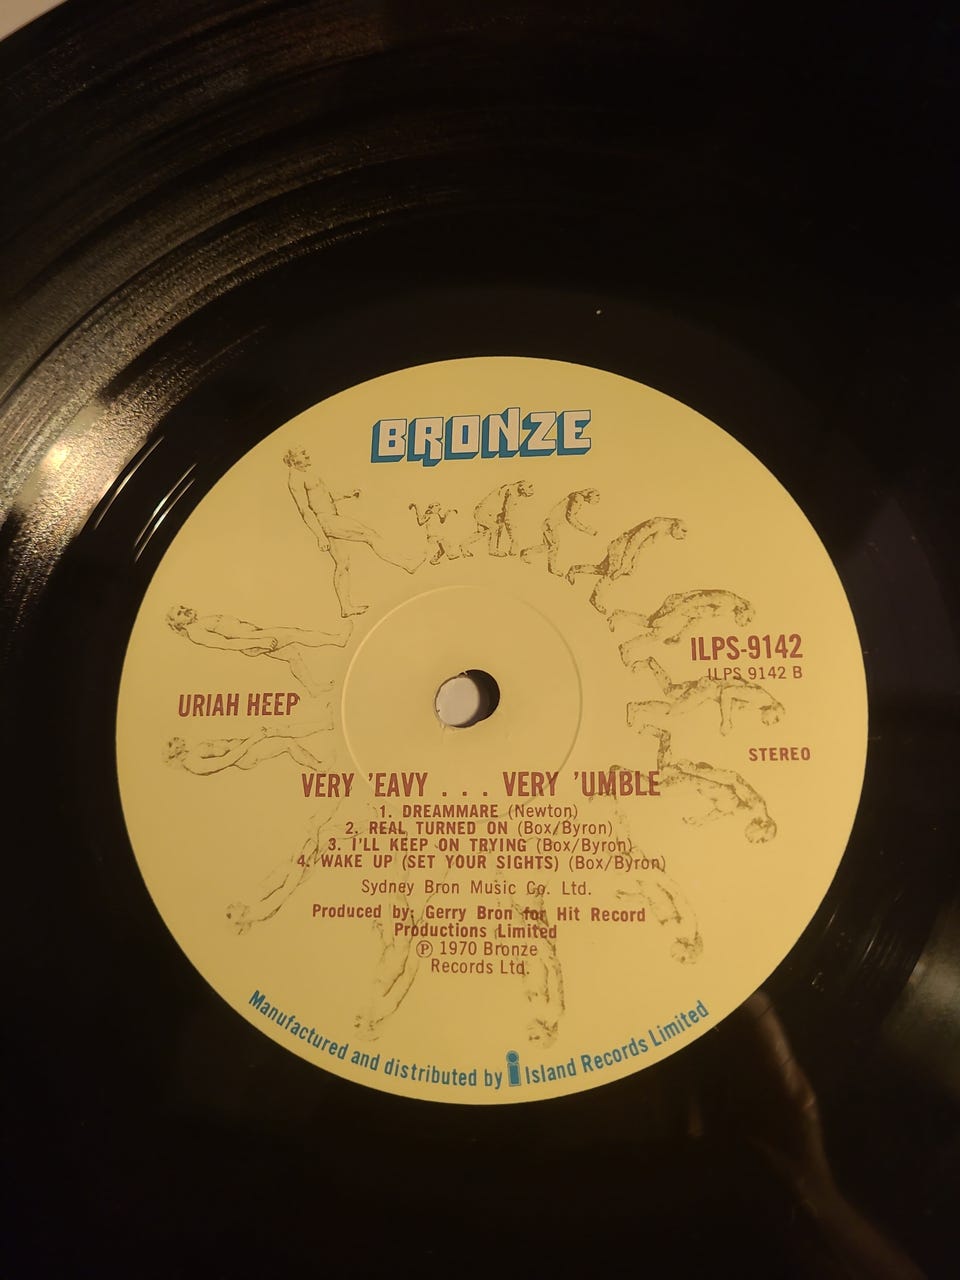 BRONZE
ILPS-9142
ILPS 9142 B
URIAH HEEP
STEREO
VERY 'EAVY . . . VERY 'UMBLE
1. DREAMMARE (Newton)
2. REAL TURNED ON (Box/Byron)
3. I'LL KEEP ON TRYING (Box/Byron)
4. WAKE UP (SET YOUR SIGHTS) (Box/Byron)
Sydney Bron Music Co. Ltd.
Produced by: Gerry Bron for Hit Record
Productions Limited
℗ 1970 Bronze
Records Ltd.
Manufactured and distributed by i Island Records Limited